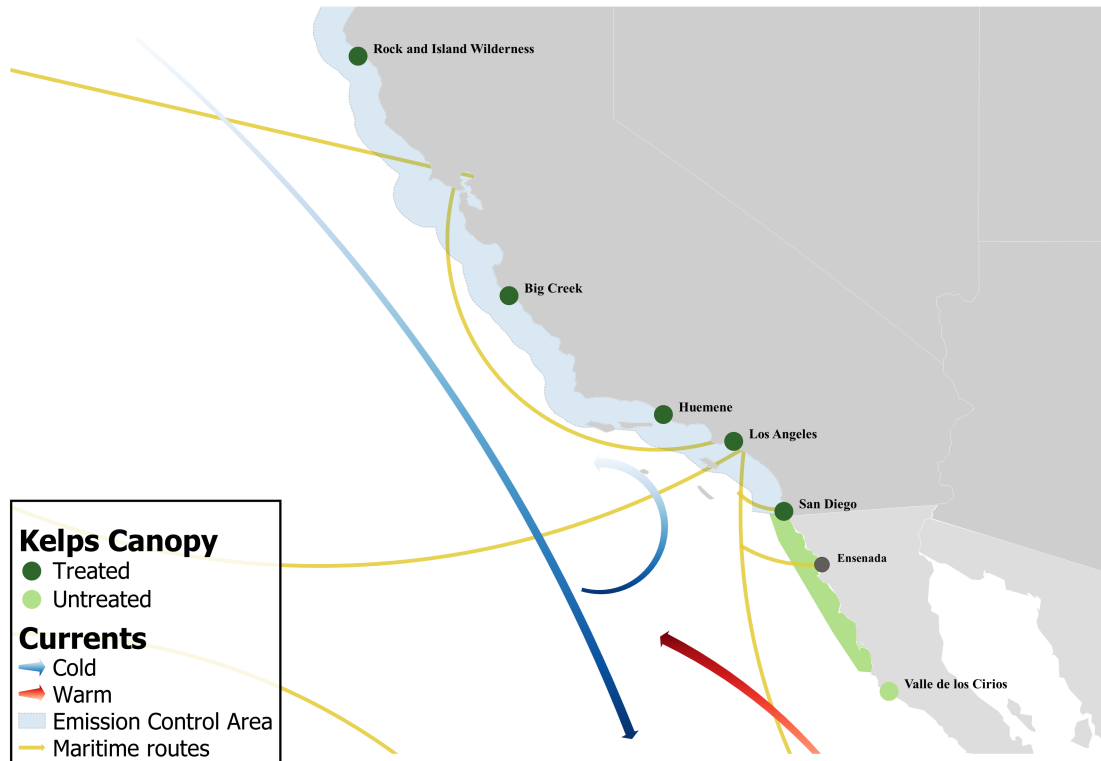 Rock and Island Wilderness
Big Creek
Huemene
Los Angeles
San Diego
Ensenada
Valle de los Cirios
Kelps Canopy
Treated
Untreated
Currents
Cold
Warm
Emission Control Area
Maritime routes